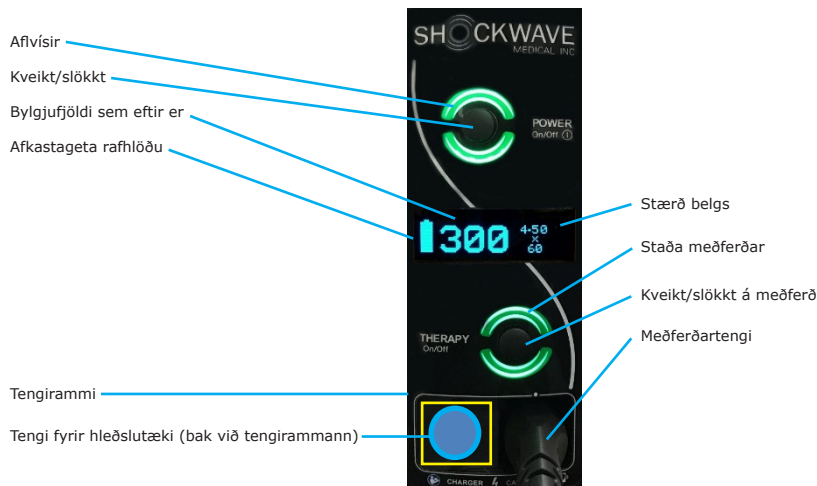 Aflvísir
Kveikt/slökkt
Bylgjufjöldi sem eftir er
Afkastageta rafhlöðu
Tengirammi
Tengi fyrir hleðslutæki (bak við tengirammann)
SHOCKWAVE
MEDICAL INC
POWER
On/Off
300
4·50
x
60
THERAPY
On/Off
CHARGER
Stærð belgs
Staða meðferðar
Kveikt/slökkt á meðferð
Meðferðartengi